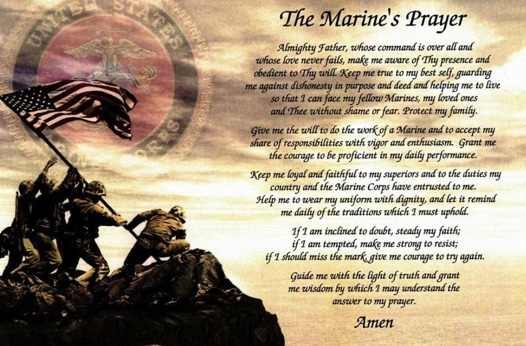 UNITED STATES
The Marine's Prayer
Almighty Father, whose command is over all and
whose love never fails, make me aware of Thy presence and
obedient to Thy will. Keep me true to my best self, guarding
me against dishonesty in purpose and deed and helping me to live
so that I can face my fellow Marines, my loved ones
and Thee without shame or fear. Protect my family.
Give me the will to do the work of a Marine and to accept my
share of responsibilities with vigor and enthusiasm. Grant me
the courage to be proficient in my daily performance.
Keep me loyal and faithful to my superiors and to the duties my
country and the Marine Corps have entrusted to me.
Help me to wear my uniform with dignity, and let it remind
me daily of the traditions which I must uphold.
If I am inclined to doubt, steady my faith;
if I am tempted, make me strong to resist;
if I should miss the mark, give me courage to try again.
Guide me with the light of truth and grant
me wisdom by which I may understand the
answer to my prayer.
Amen